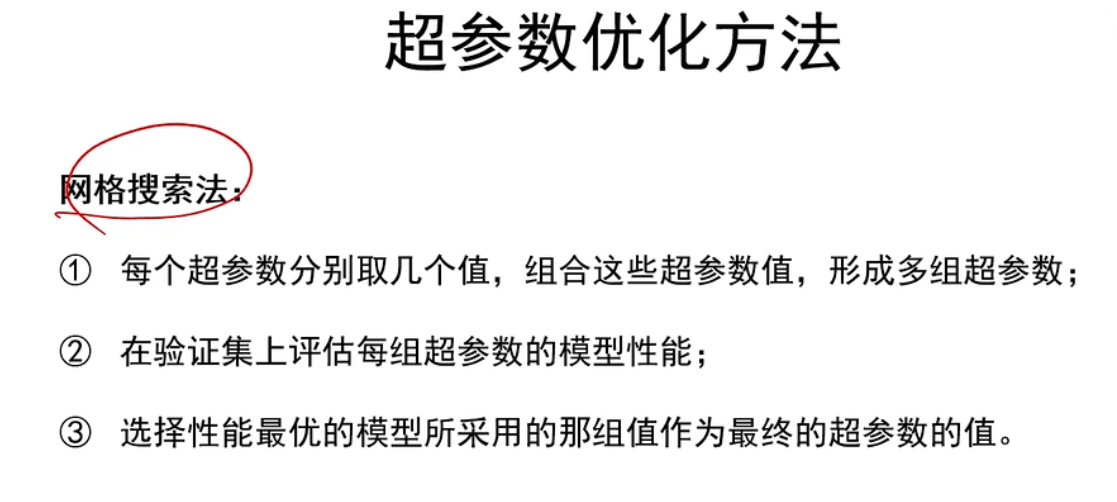 超参数优化方法
网格搜索法：
① 每个超参数分别取几个值，组合这些超参数值，形成多组超参数；
② 在验证集上评估每组超参数的模型性能；
③ 选择性能最优的模型所采用的那组值作为最终的超参数的值。